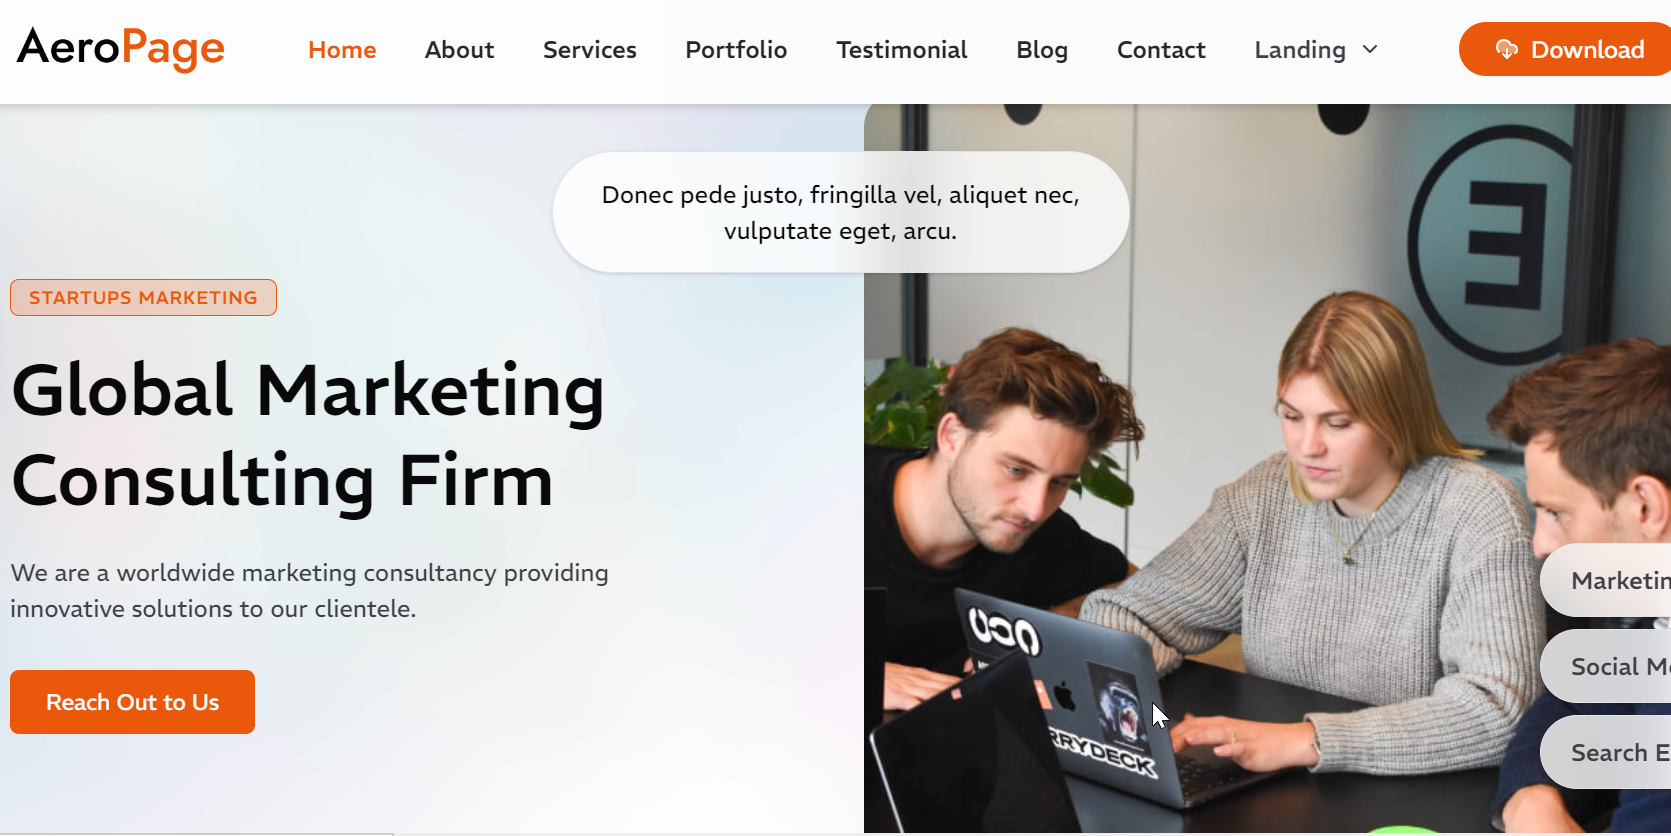 AeroPage
Home About Services Portfolio Testimonial Blog Contact Landing
Download
Donec pede justo, fringilla vel, aliquet nec,
vulputate eget, arcu.
STARTUPS MARKETING
Global Marketing
Consulting Firm
We are a worldwide marketing consultancy providing
innovative solutions to our clientele.
Reach Out to Us
Marketin
Social Me
Search E
RRYDECK